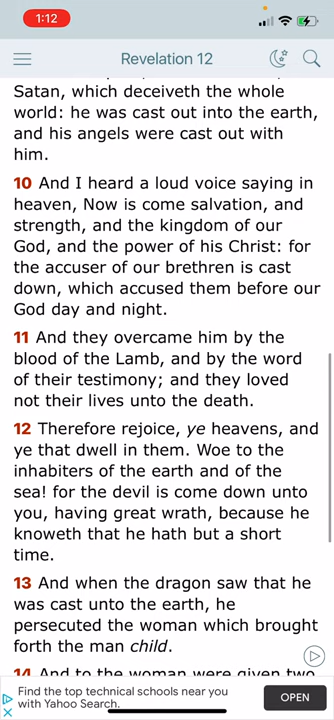 1:12
Revelation 12
Satan, which deceiveth the whole
world: he was cast out into the earth,
and his angels were cast out with
him.
10 And I heard a loud voice saying in
heaven, Now is come salvation, and
strength, and the kingdom of our
God, and the power of his Christ: for
the accuser of our brethren is cast
down, which accused them before our
God day and night.
11 And they overcame him by the
blood of the Lamb, and by the word
of their testimony; and they loved
not their lives unto the death.
12 Therefore rejoice, ye heavens, and
ye that dwell in them. Woe to the
inhabiters of the earth and of the
sea! for the devil is come down unto
you, having great wrath, because he
knoweth that he hath but a short
time.
13 And when the dragon saw that he
was cast unto the earth, he
persecuted the woman which brought
forth the man child.
14 And to the woman were given two
Find the top technical schools near you
with Yahoo Search.
OPEN